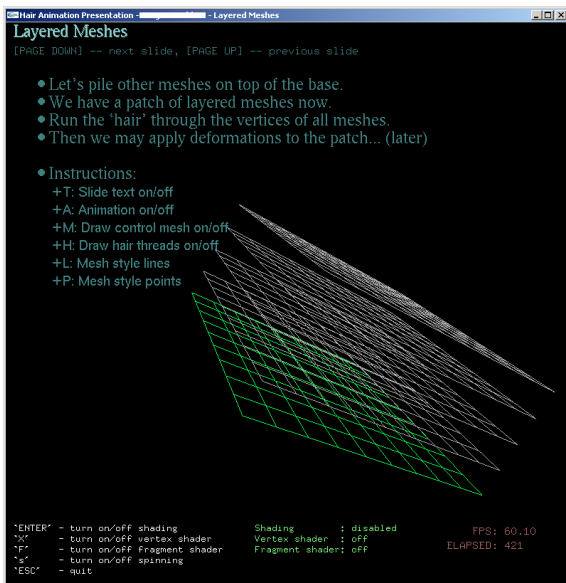 Hair Animation Presentation - - Layered Meshes
Layered Meshes
[PAGE DOWN] -- next slide, [PAGE UP] -- previous slide
● Let's pile other meshes on top of the base.
● We have a patch of layered meshes now.
● Run the ‘hair’ through the vertices of all meshes.
● Then we may apply deformations to the patch... (later)
● Instructions:
+T: Slide text on/off
+A: Animation on/off
+M: Draw control mesh on/off
+H: Draw hair threads on/off
+L: Mesh style lines
+P: Mesh style points
`ENTER´ - turn on/off shading
`X´ - turn on/off vertex shader
`F´ - turn on/off fragment shader
`s´ - turn on/off spinning
`ESC´ - quit
Shading : disabled
Vertex shader : off
Fragment shader: off
FPS: 60.10
ELAPSED: 421